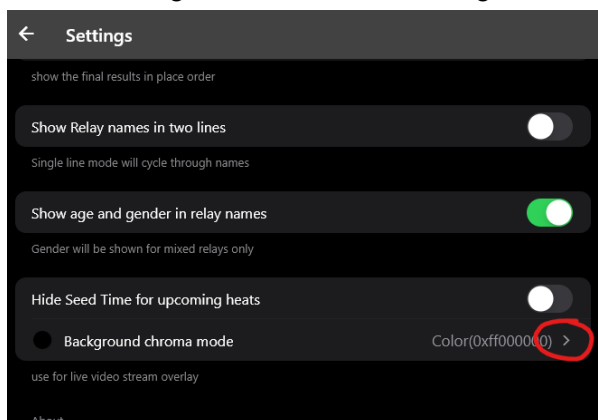 Settings
show the final results in place order
Show Relay names in two lines
Single line mode will cycle through names
Show age and gender in relay names
Gender will be shown for mixed relays only
Hide Seed Time for upcoming heats
Background chroma mode Color(0xff000000)
use for live video stream overlay
About